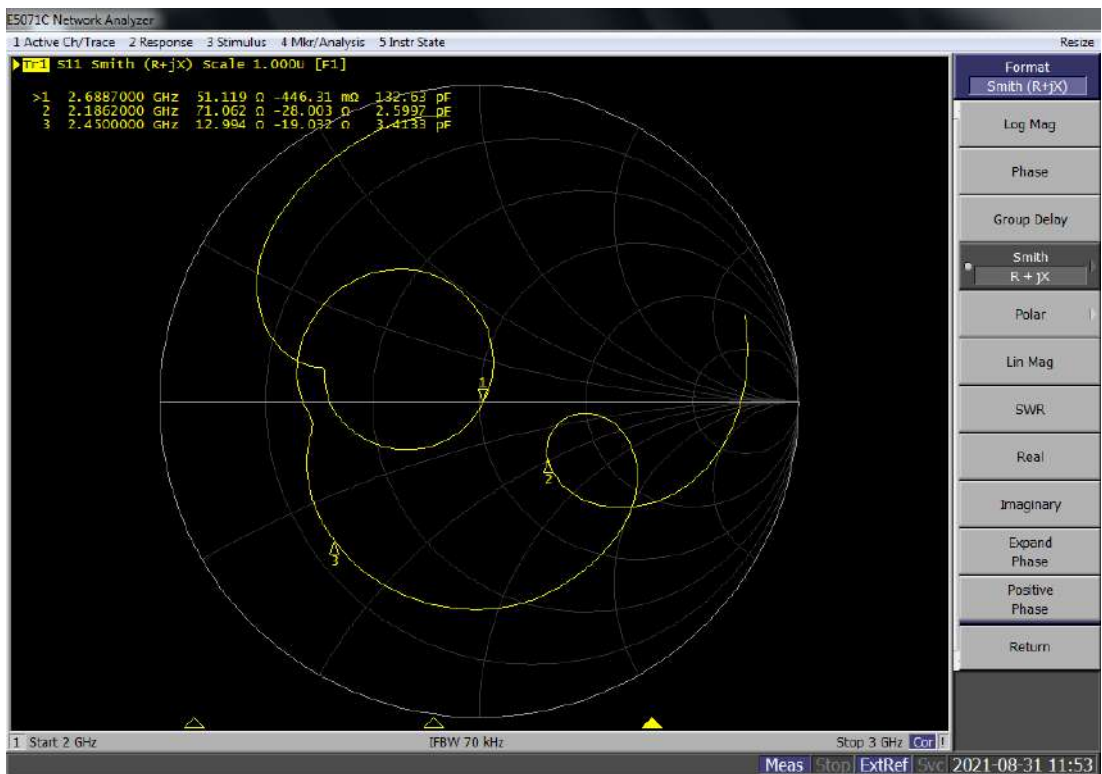 E5071C Network Analyzer
1 Active Ch/Trace 2 Response 3 Stimulus 4 Mkr/Analysis 5 Instr State Resize
Tr1 S11 Smith (R+jX) Scale 1.000U [F1]
>1 2.6887000 GHz 51.119 Ω -446.31 mΩ 132.63 pF
2 2.1862000 GHz 71.062 Ω -28.003 Ω 2.5997 pF
3 2.4500000 GHz 12.994 Ω -19.032 Ω 3.4133 pF
1
2
3
Format
Smith (R+jX)
Log Mag
Phase
Group Delay
Smith
R + jX
Polar
Lin Mag
SWR
Real
Imaginary
Expand
Phase
Positive
Phase
Return
1 Start 2 GHz IFBW 70 kHz Stop 3 GHz Cor !
Meas Stop ExtRef Svc 2021-08-31 11:53